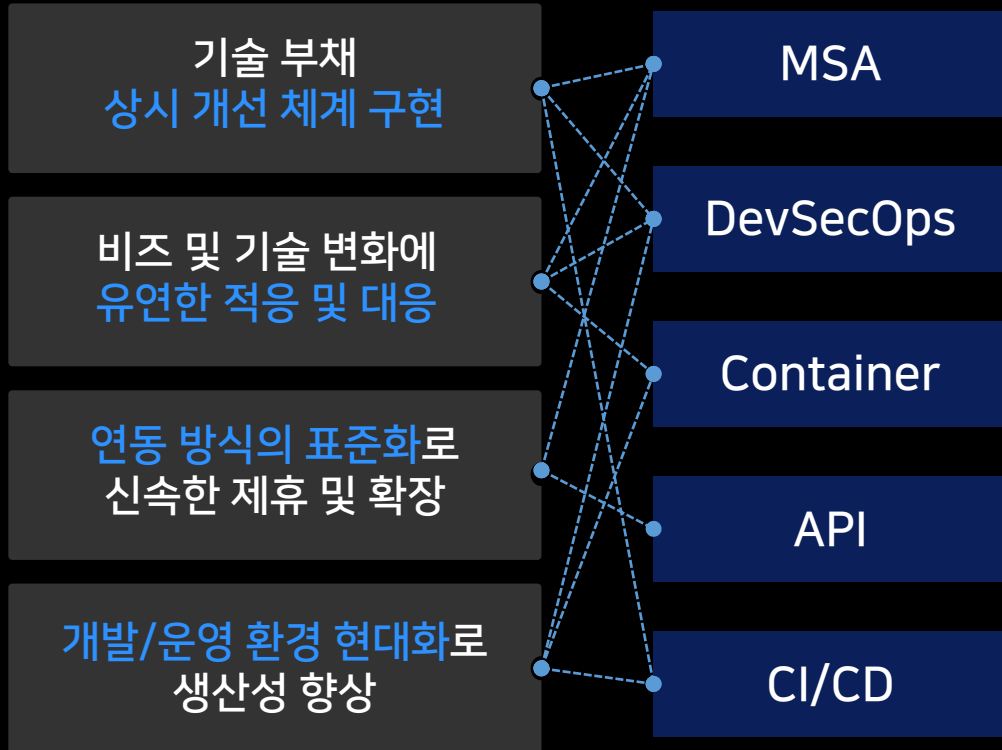 기술 부채
상시 개선 체계 구현
비즈 및 기술 변화에
유연한 적응 및 대응
연동 방식의 표준화로
신속한 제휴 및 확장
개발/운영 환경 현대화로
생산성 향상
MSA
DevSecOps
Container
API
CI/CD